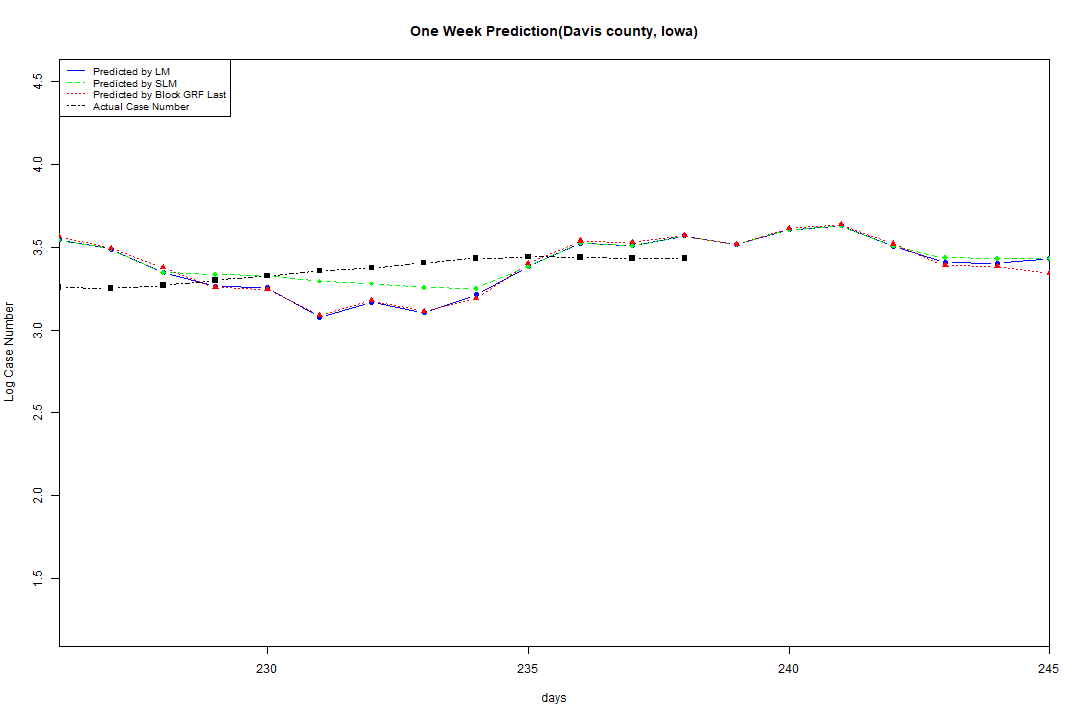 One Week Prediction(Davis county, Iowa)
Predicted by LM
Predicted by SLM
Predicted by Block GRF Last
Actual Case Number
4.5
4.0
3.5
3.0
2.5
2.0
1.5
Log Case Number
230
235
240
245
days